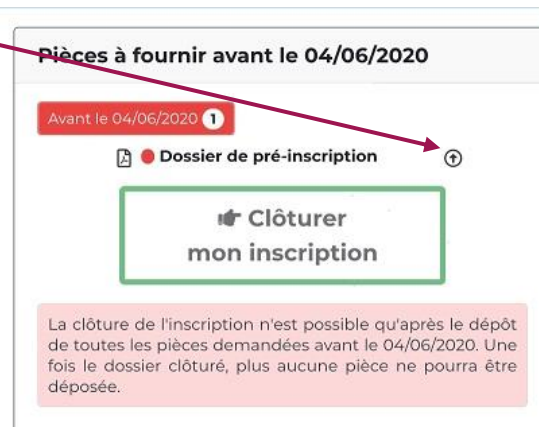 Pièces à fournir avant le 04/06/2020
Avant le 04/06/2020 1
Dossier de pré-inscription
Clôturer
mon inscription
La clôture de l'inscription n'est possible qu'après le dépôt
de toutes les pièces demandées avant le 04/06/2020. Une
fois le dossier clôturé, plus aucune pièce ne pourra être
déposée.